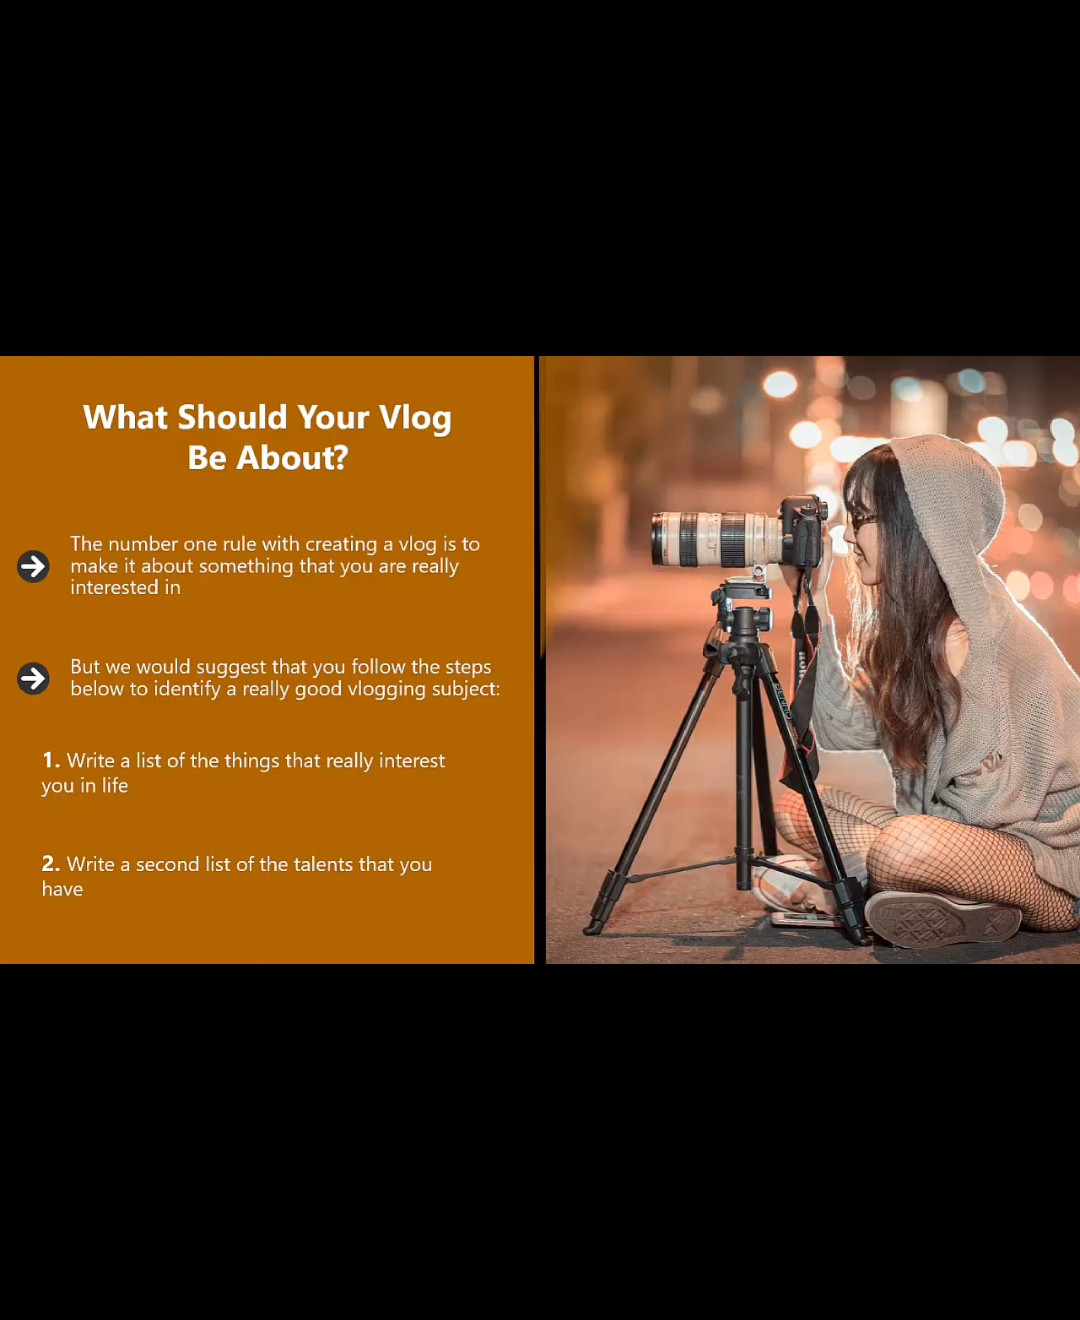 What Should Your Vlog
Be About?
The number one rule with creating a vlog is to
make it about something that you are really
interested in
But we would suggest that you follow the steps
below to identify a really good vlogging subject:
1. Write a list of the things that really interest
you in life
2. Write a second list of the talents that you
have